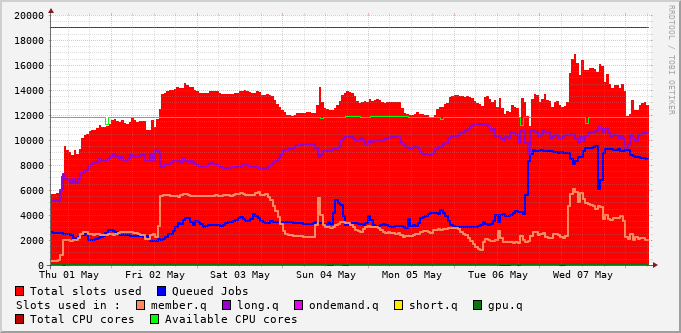 20000
18000
16000
14000
12000
10000
8000
6000
4000
2000
0
Thu 01 May Fri 02 May Sat 03 May Sun 04 May Mon 05 May Tue 06 May Wed 07 May
Total slots used Queued Jobs
Slots used in : member.q long.q ondemand.q short.q gpu.q
Total CPU cores Available CPU cores
RRDTOOL / TOBI OETIKER